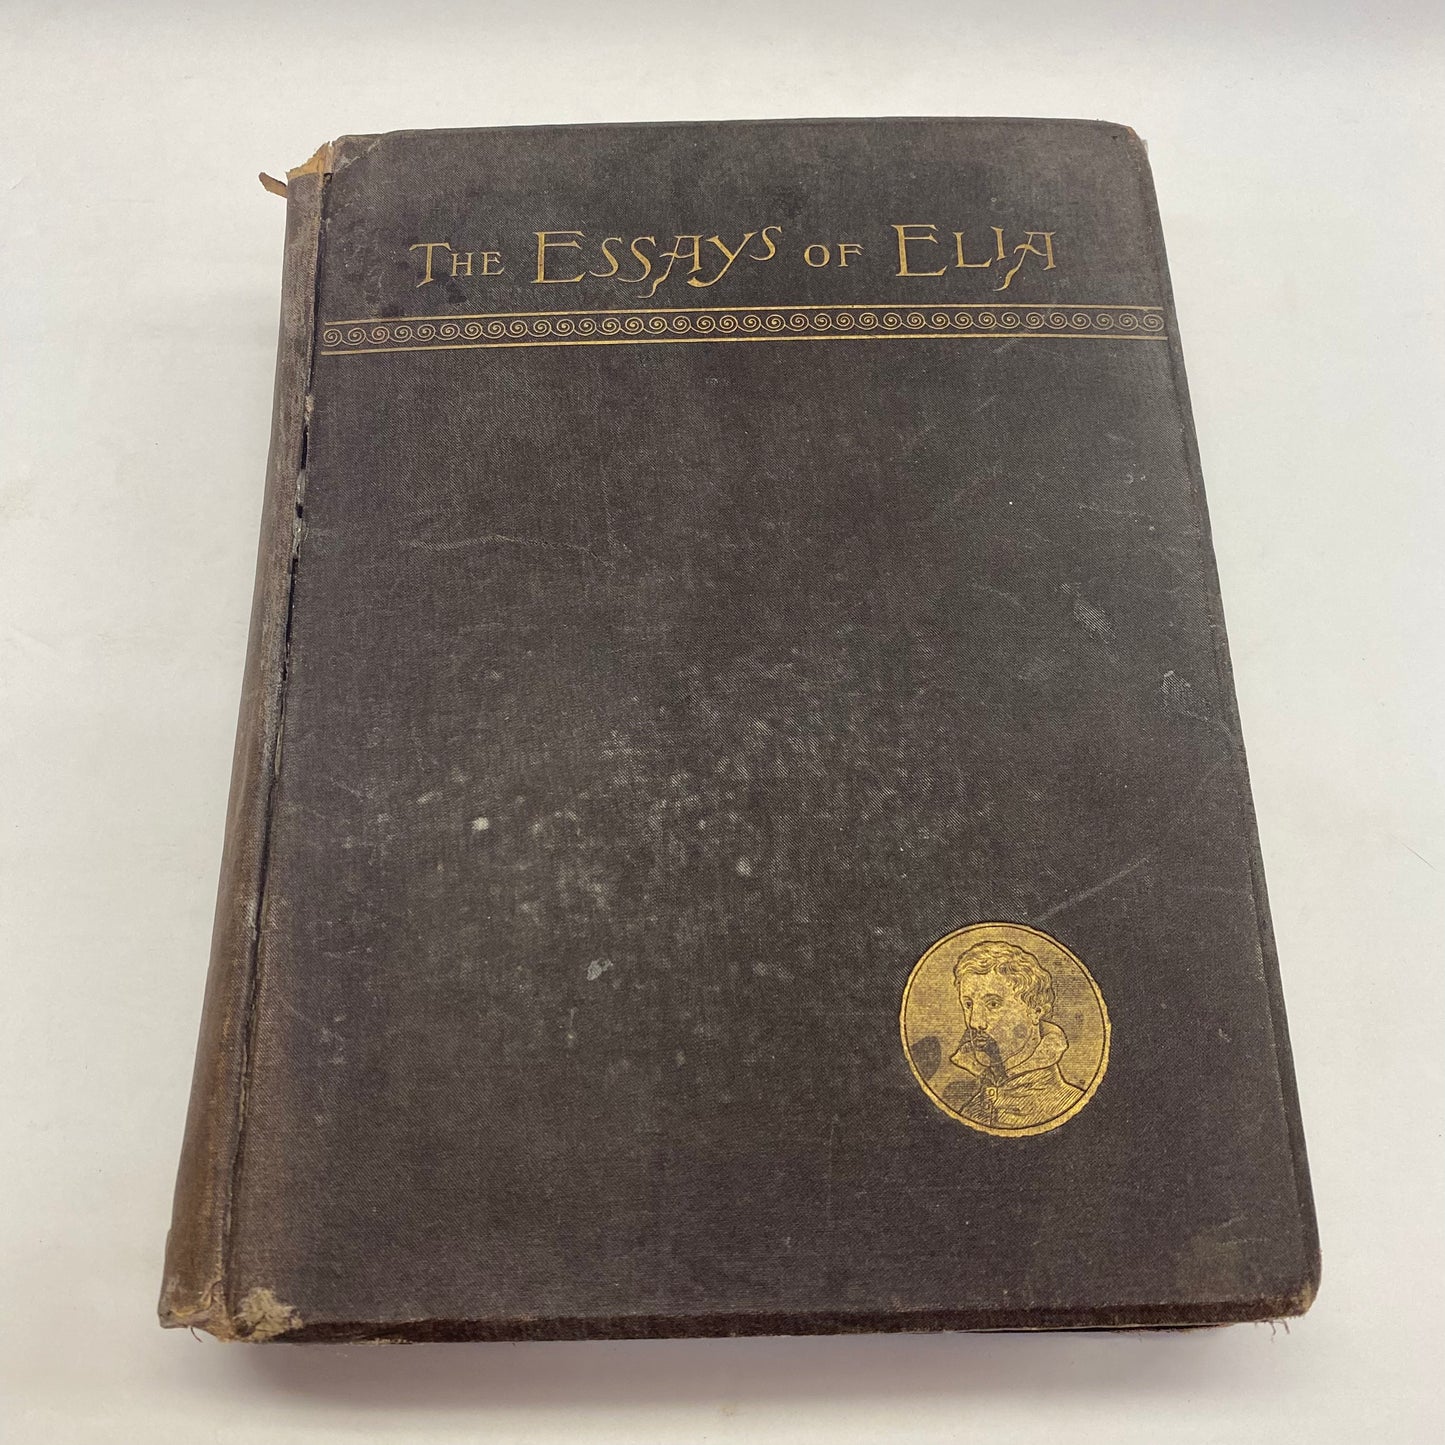 THE ESSAYS OF ELIA